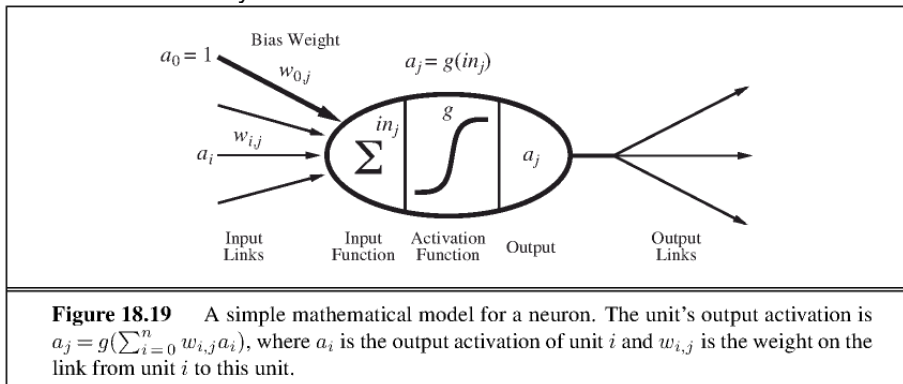 Bias Weight
a₀ = 1
w₀,ⱼ
aⱼ = g(inⱼ)
inⱼ
g
wᵢ,ⱼ
aᵢ
Σ
aⱼ
Input Links
Input Function
Activation Function
Output
Output Links
Figure 18.19 A simple mathematical model for a neuron. The unit's output activation is
aⱼ = g(∑ⁿᵢ₌₀ wᵢ,ⱼaᵢ), where aᵢ is the output activation of unit i and wᵢ,ⱼ is the weight on the
link from unit i to this unit.